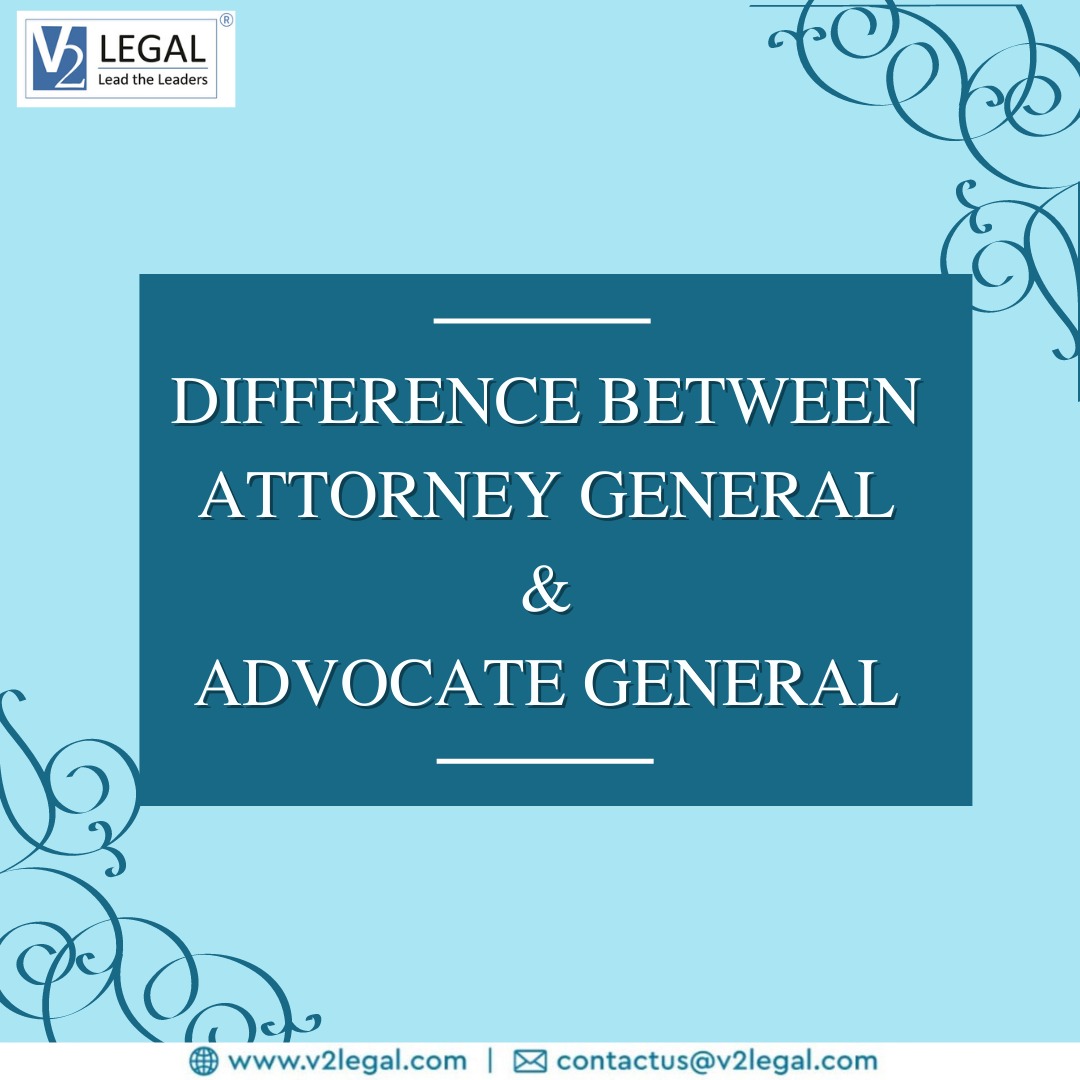 V2 LEGAL ®
Lead the Leaders
DIFFERENCE BETWEEN
ATTORNEY GENERAL
&
ADVOCATE GENERAL
www.v2legal.com | contactus@v2legal.com